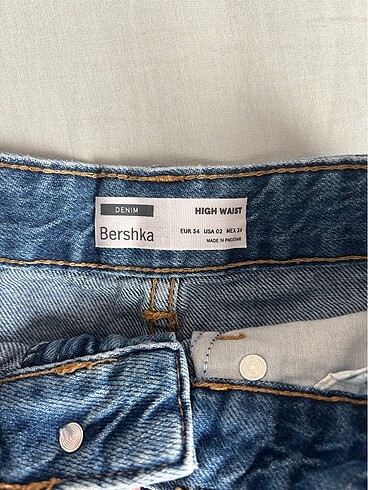 DENIM
HIGH WAIST
Bershka
EUR 34 USA 02 MEX 24
MADE IN PAKISTAN